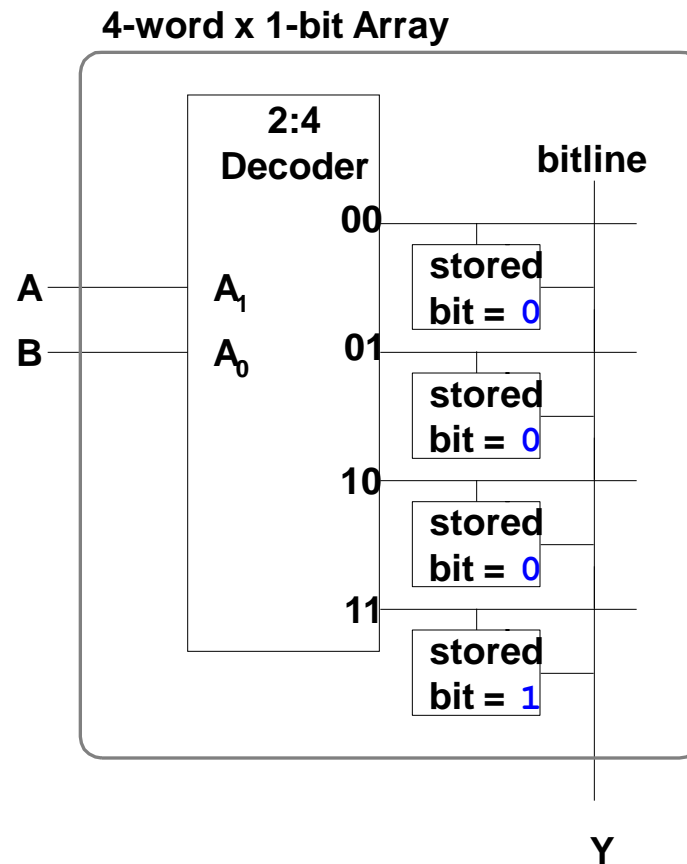 4-word x 1-bit Array
2:4
Decoder
bitline
00
stored
bit = 0
A
A1
B
A0
01
stored
bit = 0
10
stored
bit = 0
11
stored
bit = 1
Y